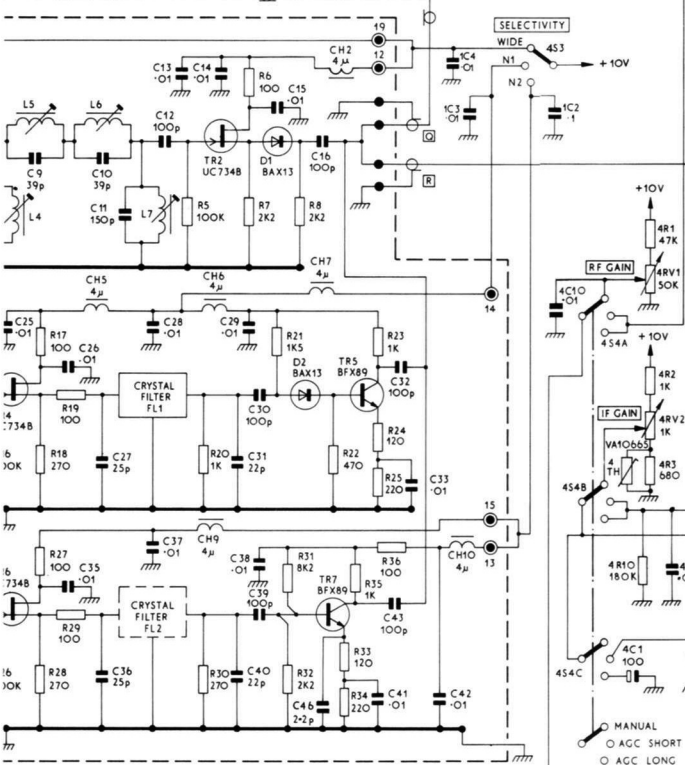 SELECTIVITY
WIDE
4S3
+ 10V
N1
N2
1C4
·01
1C3
·01
1C2
·1
19
12
CH2
4µ
C13
·01
C14
·01
R6
100
C15
·01
L5
L6
C12
100p
C9
39p
C10
39p
TR2
UC734B
D1
BAX13
C16
100p
Q
R
L4
C11
150p
L7
R5
100K
R7
2K2
R8
2K2
+10V
4R1
47K
RF GAIN
4RV1
50K
4C10
·01
4S4A
CH5
4µ
CH6
4µ
CH7
4µ
14
C25
·01
R17
100
C26
·01
C28
·01
C29
·01
R21
1K5
D2
BAX13
TR5
BFX89
R23
1K
C32
100p
734B
R19
100
CRYSTAL
FILTER
FL1
C30
100p
R24
120
R18
270
C27
25p
R20
1K
C31
22p
R22
470
R25
220
C33
·01
+ 10V
4R2
1K
IF GAIN
4RV2
1K
VA1066S
4
TH
4R3
680
4S4B
4R10
180K
15
13
CH9
4µ
C37
·01
R27
100
C35
·01
C38
·01
R31
8K2
R36
100
CH10
4µ
TR7
BFX89
R35
1K
C39
100p
C43
100p
734B
R29
100
CRYSTAL
FILTER
FL2
R33
120
R28
270
C36
25p
R30
270
C40
22p
R32
2K2
C46
2·2p
R34
220
C41
·01
C42
·01
4S4C
4C1
100
MANUAL
AGC SHORT
AGC LONG